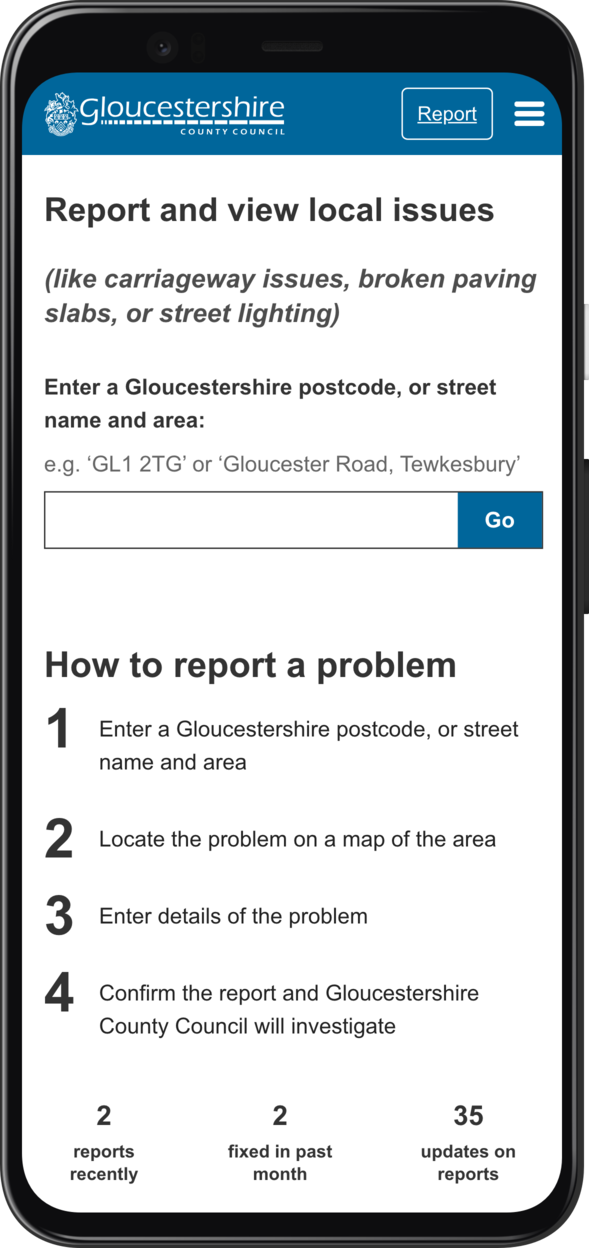 Gloucestershire
COUNTY COUNCIL
Report
Report and view local issues
(like carriageway issues, broken paving
slabs, or street lighting)
Enter a Gloucestershire postcode, or street
name and area:
e.g. ‘GL1 2TG’ or ‘Gloucester Road, Tewkesbury’
Go
How to report a problem
1 Enter a Gloucestershire postcode, or street
name and area
2 Locate the problem on a map of the area
3 Enter details of the problem
4 Confirm the report and Gloucestershire
County Council will investigate
2
reports
recently
2
fixed in past
month
35
updates on
reports